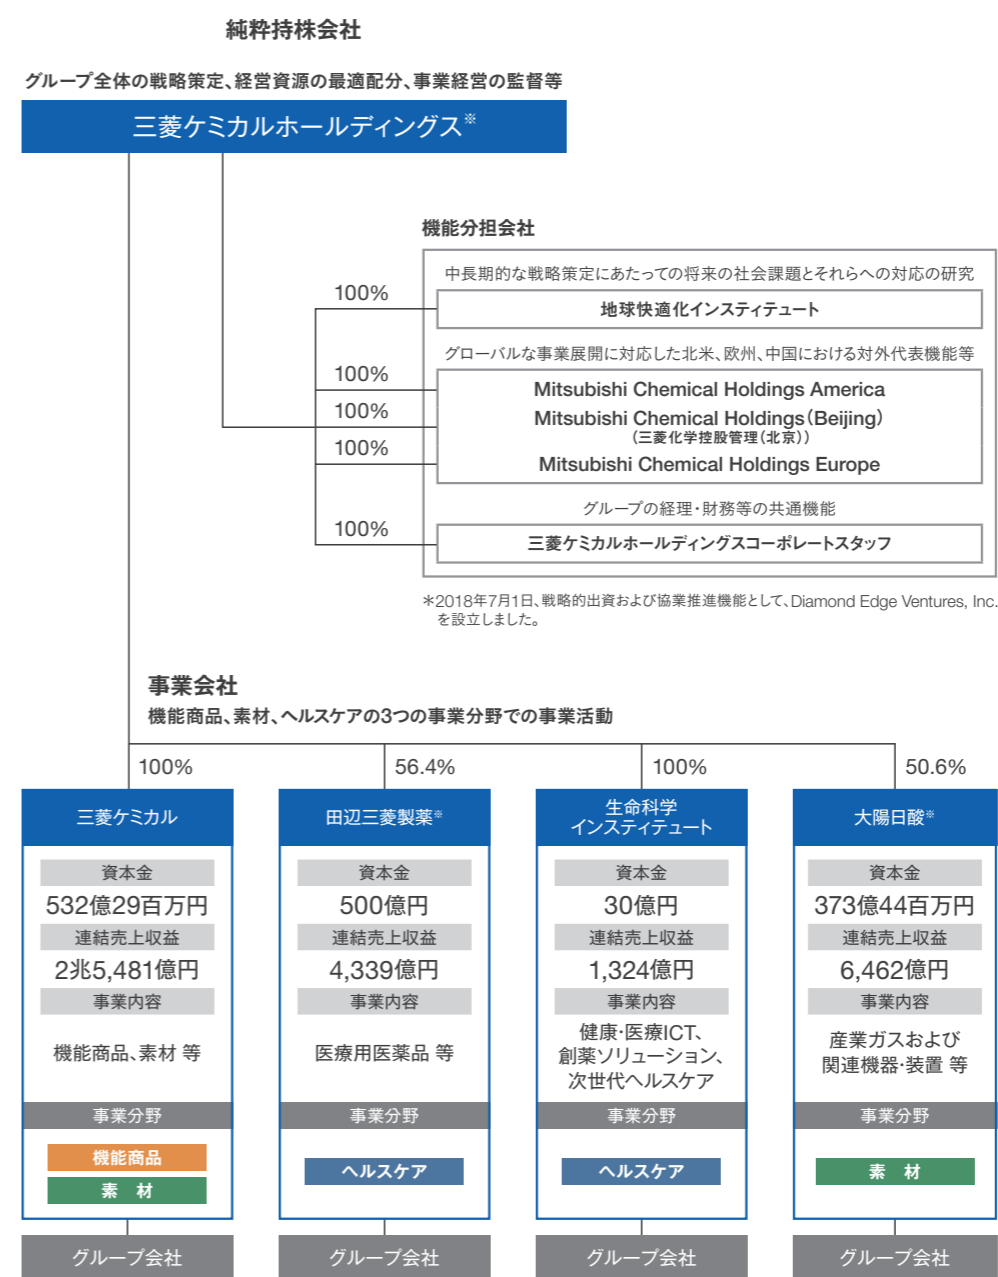 純粋持株会社
グループ全体の戦略策定、経営資源の最適配分、事業経営の監督等
三菱ケミカルホールディングス※
機能分担会社
中長期的な戦略策定にあたっての将来の社会課題とそれらへの対応の研究
100%
地球快適化インスティテュート
グローバルな事業展開に対応した北米、欧州、中国における対外代表機能等
100%
Mitsubishi Chemical Holdings America
100%
Mitsubishi Chemical Holdings（Beijing）
（三菱化学控股管理（北京））
100%
Mitsubishi Chemical Holdings Europe
グループの経理・財務等の共通機能
100%
三菱ケミカルホールディングスコーポレートスタッフ
＊2018年7月1日、戦略的出資および協業推進機能として、Diamond Edge Ventures, Inc.
を設立しました。
事業会社
機能商品、素材、ヘルスケアの3つの事業分野での事業活動
100%
三菱ケミカル
資本金
532億29百万円
連結売上収益
2兆5,481億円
事業内容
機能商品、素材 等
事業分野
機能商品
素 材
グループ会社
56.4%
田辺三菱製薬※
資本金
500億円
連結売上収益
4,339億円
事業内容
医療用医薬品 等
事業分野
ヘルスケア
グループ会社
100%
生命科学
インスティテュート
資本金
30億円
連結売上収益
1,324億円
事業内容
健康・医療ICT、
創薬ソリューション、
次世代ヘルスケア
事業分野
ヘルスケア
グループ会社
50.6%
大陽日酸※
資本金
373億44百万円
連結売上収益
6,462億円
事業内容
産業ガスおよび
関連機器・装置 等
事業分野
素 材
グループ会社